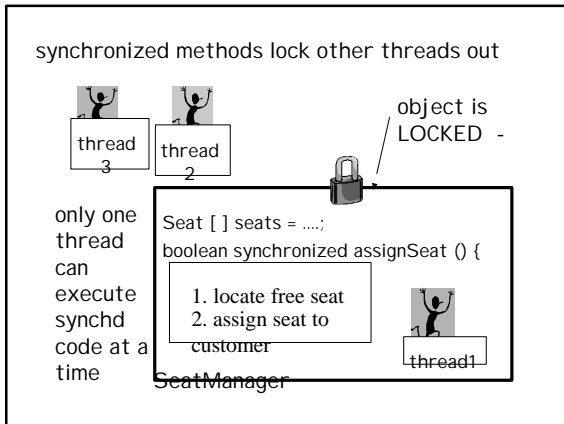 synchronized methods lock other threads out
thread
3
thread
2
object is
LOCKED -
only one
thread
can
execute
synchd
code at a
time
Seat [ ] seats = ....;
boolean synchronized assignSeat () {
1. locate free seat
2. assign seat to
customer
thread1
SeatManager